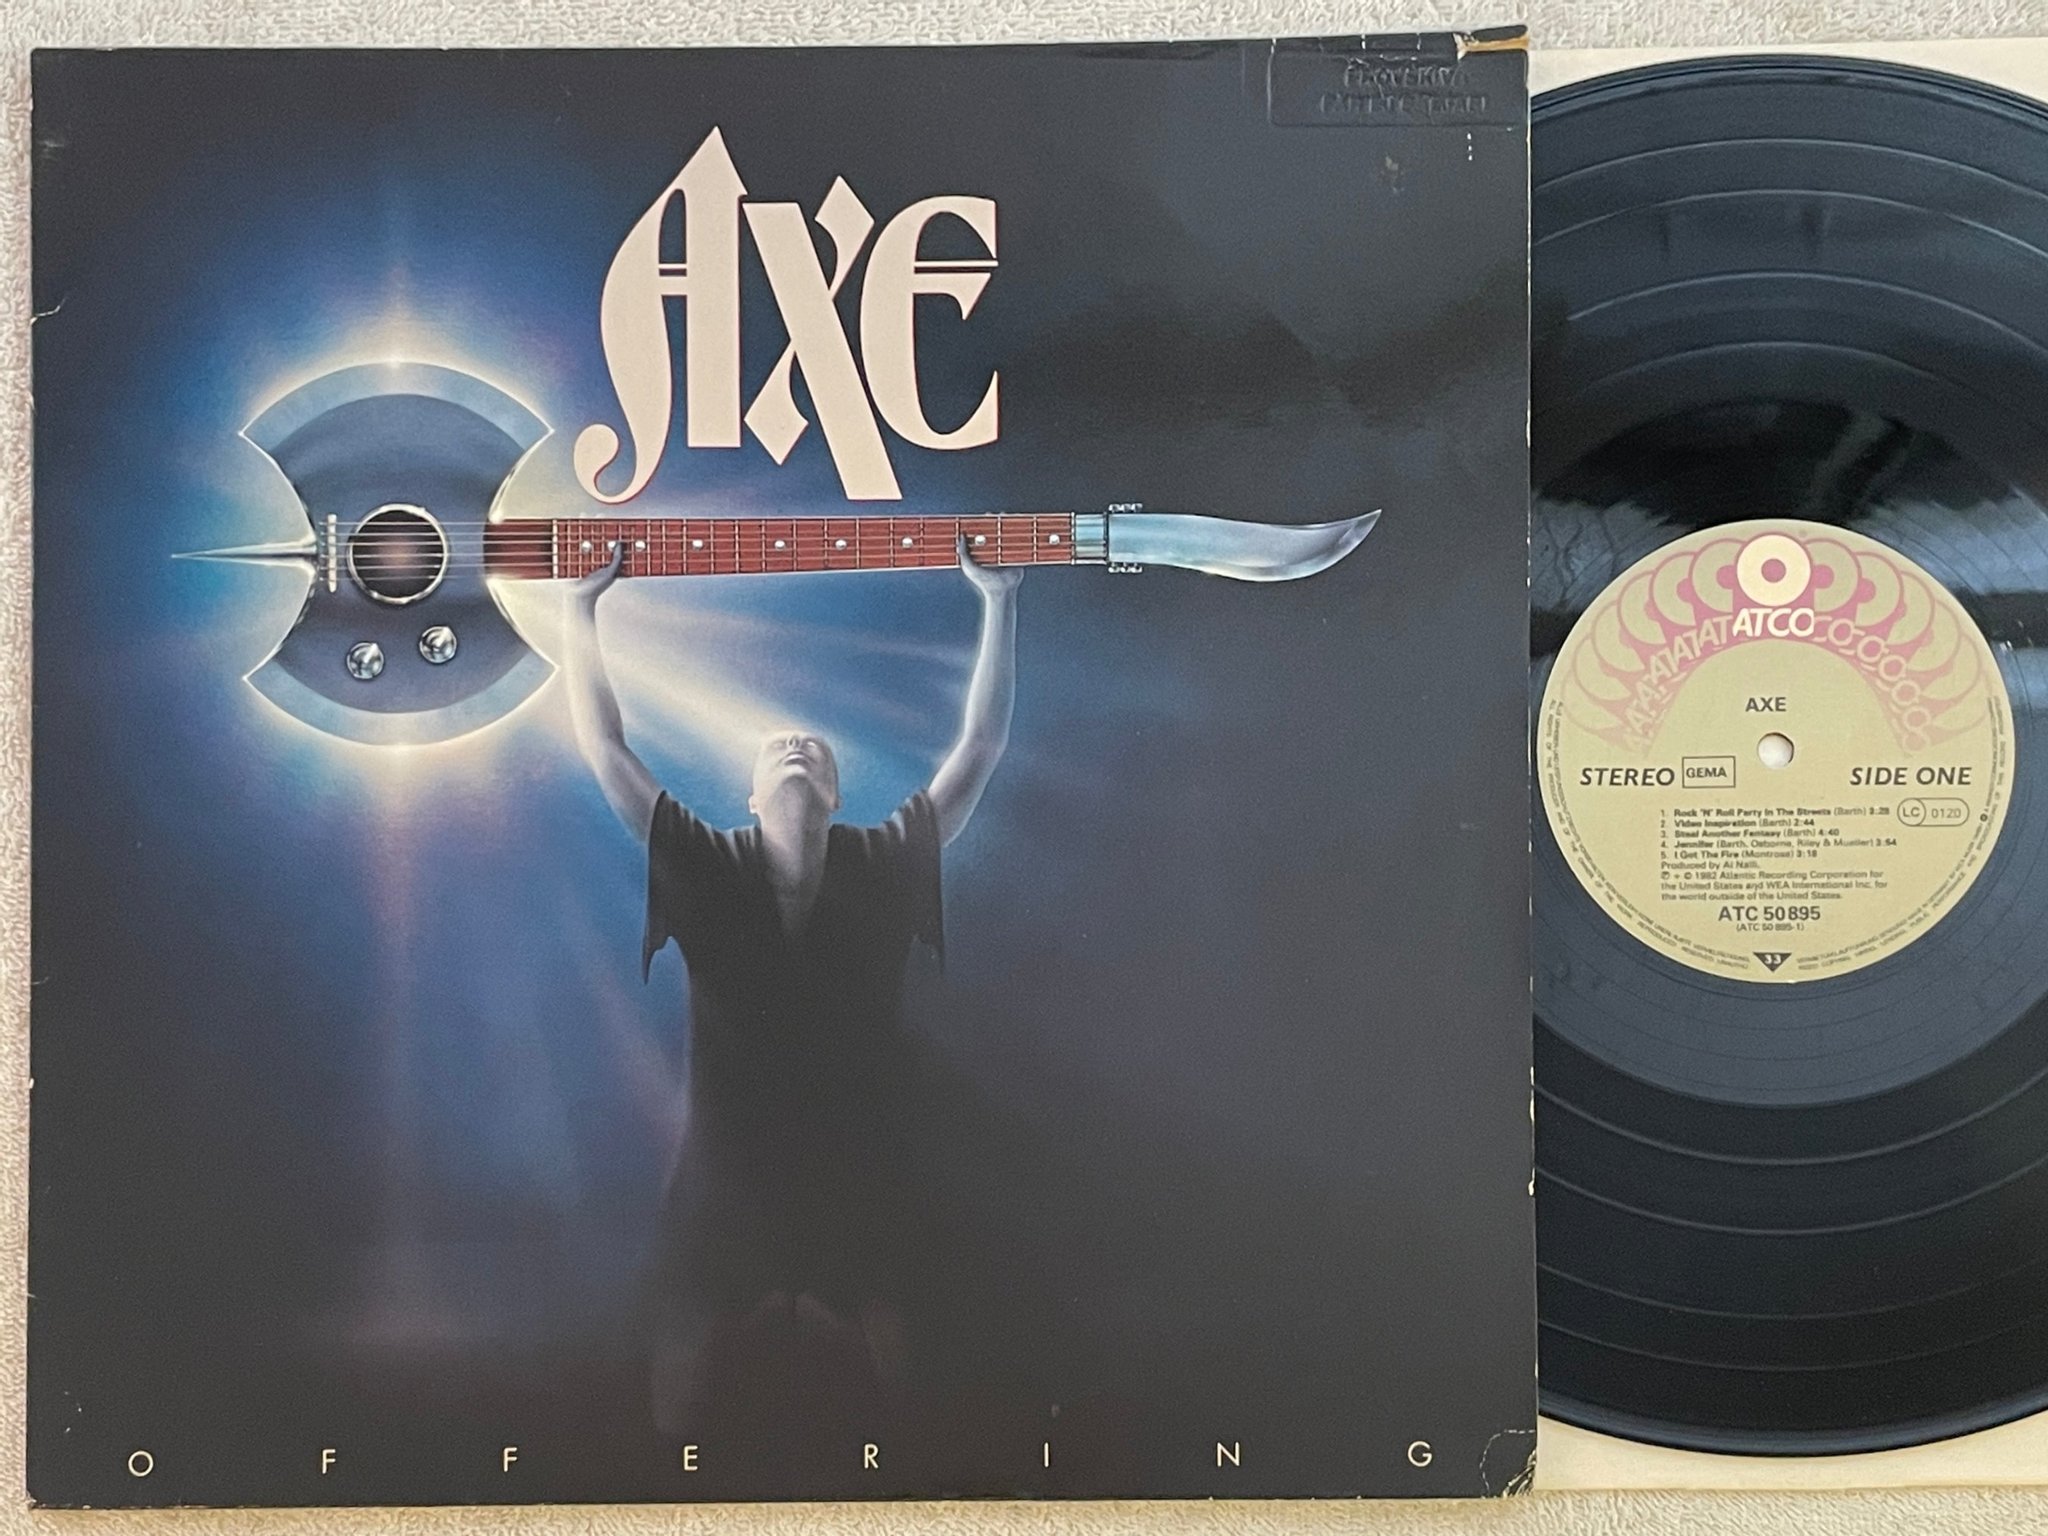 AXE
OFFERING
ATCO
AXE
STEREO GEMA SIDE ONE
1. Rock 'N' Roll Party In The Streets (Barth) 3:28
2. Video Inspiration (Barth) 2:44
3. Steal Another Fantasy (Barth) 4:40
4. Jennifer (Barth, Osborne, Riley & Mueller) 3:54
5. I Got The Fire (Montrose) 3:18
LC 0120
Produced by Al Nalli.
℗ + © 1982 Atlantic Recording Corporation for
the United States and WEA International Inc. for
the world outside of the United States.
ATC 50 895
(ATC 50 895-1)
33